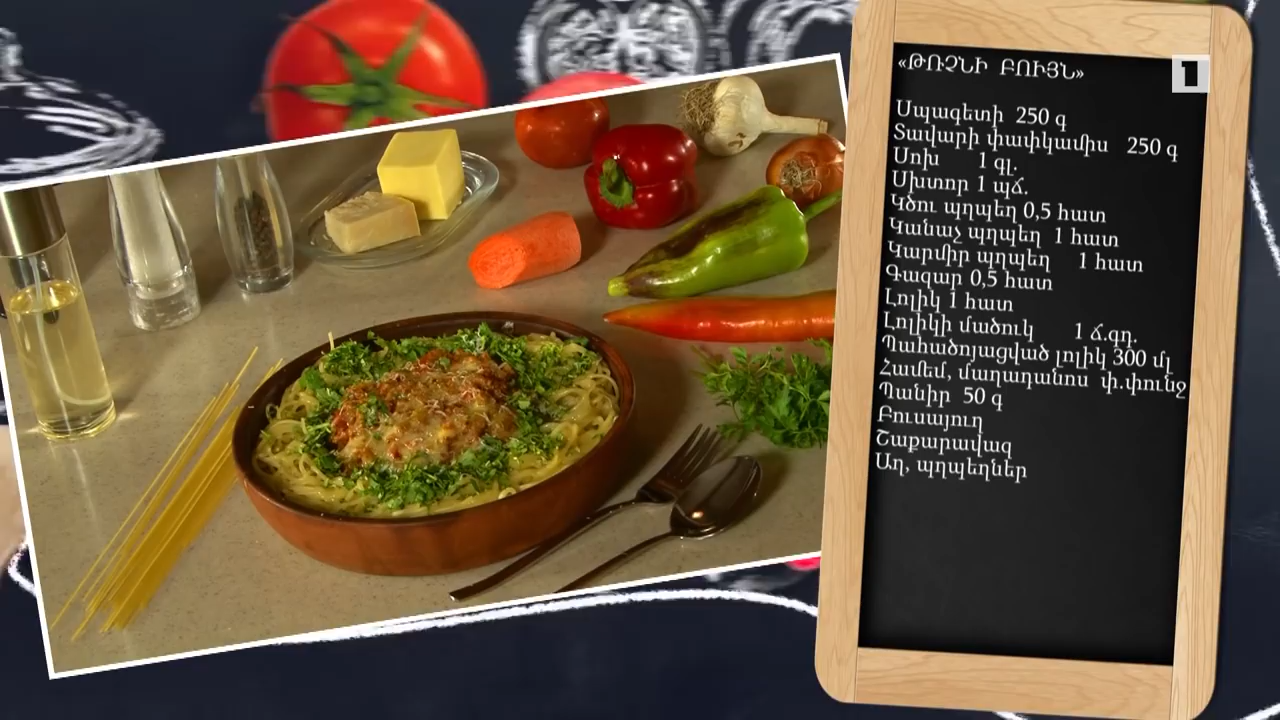 «ԹՌՉՆԻ ԲՈՒՅՆ»
1
Սպագետի 250 գ
Տավարի փափկամիս 250 գ
Սոխ 1 գլ.
Սխտոր 1 պճ.
Կծու պղպեղ 0,5 հատ
Կանաչ պղպեղ 1 հատ
Կարմիր պղպեղ 1 հատ
Գազար 0,5 հատ
Լոլիկ 1 հատ
Լոլիկի մածուկ 1 ճ.գդ.
Պահածոյացված լոլիկ 300 մլ
Համեմ, մաղադանոս փ.փունջ
Պանիր 50 գ
Բուսայուղ
Շաքարավազ
Աղ, պղպեղներ